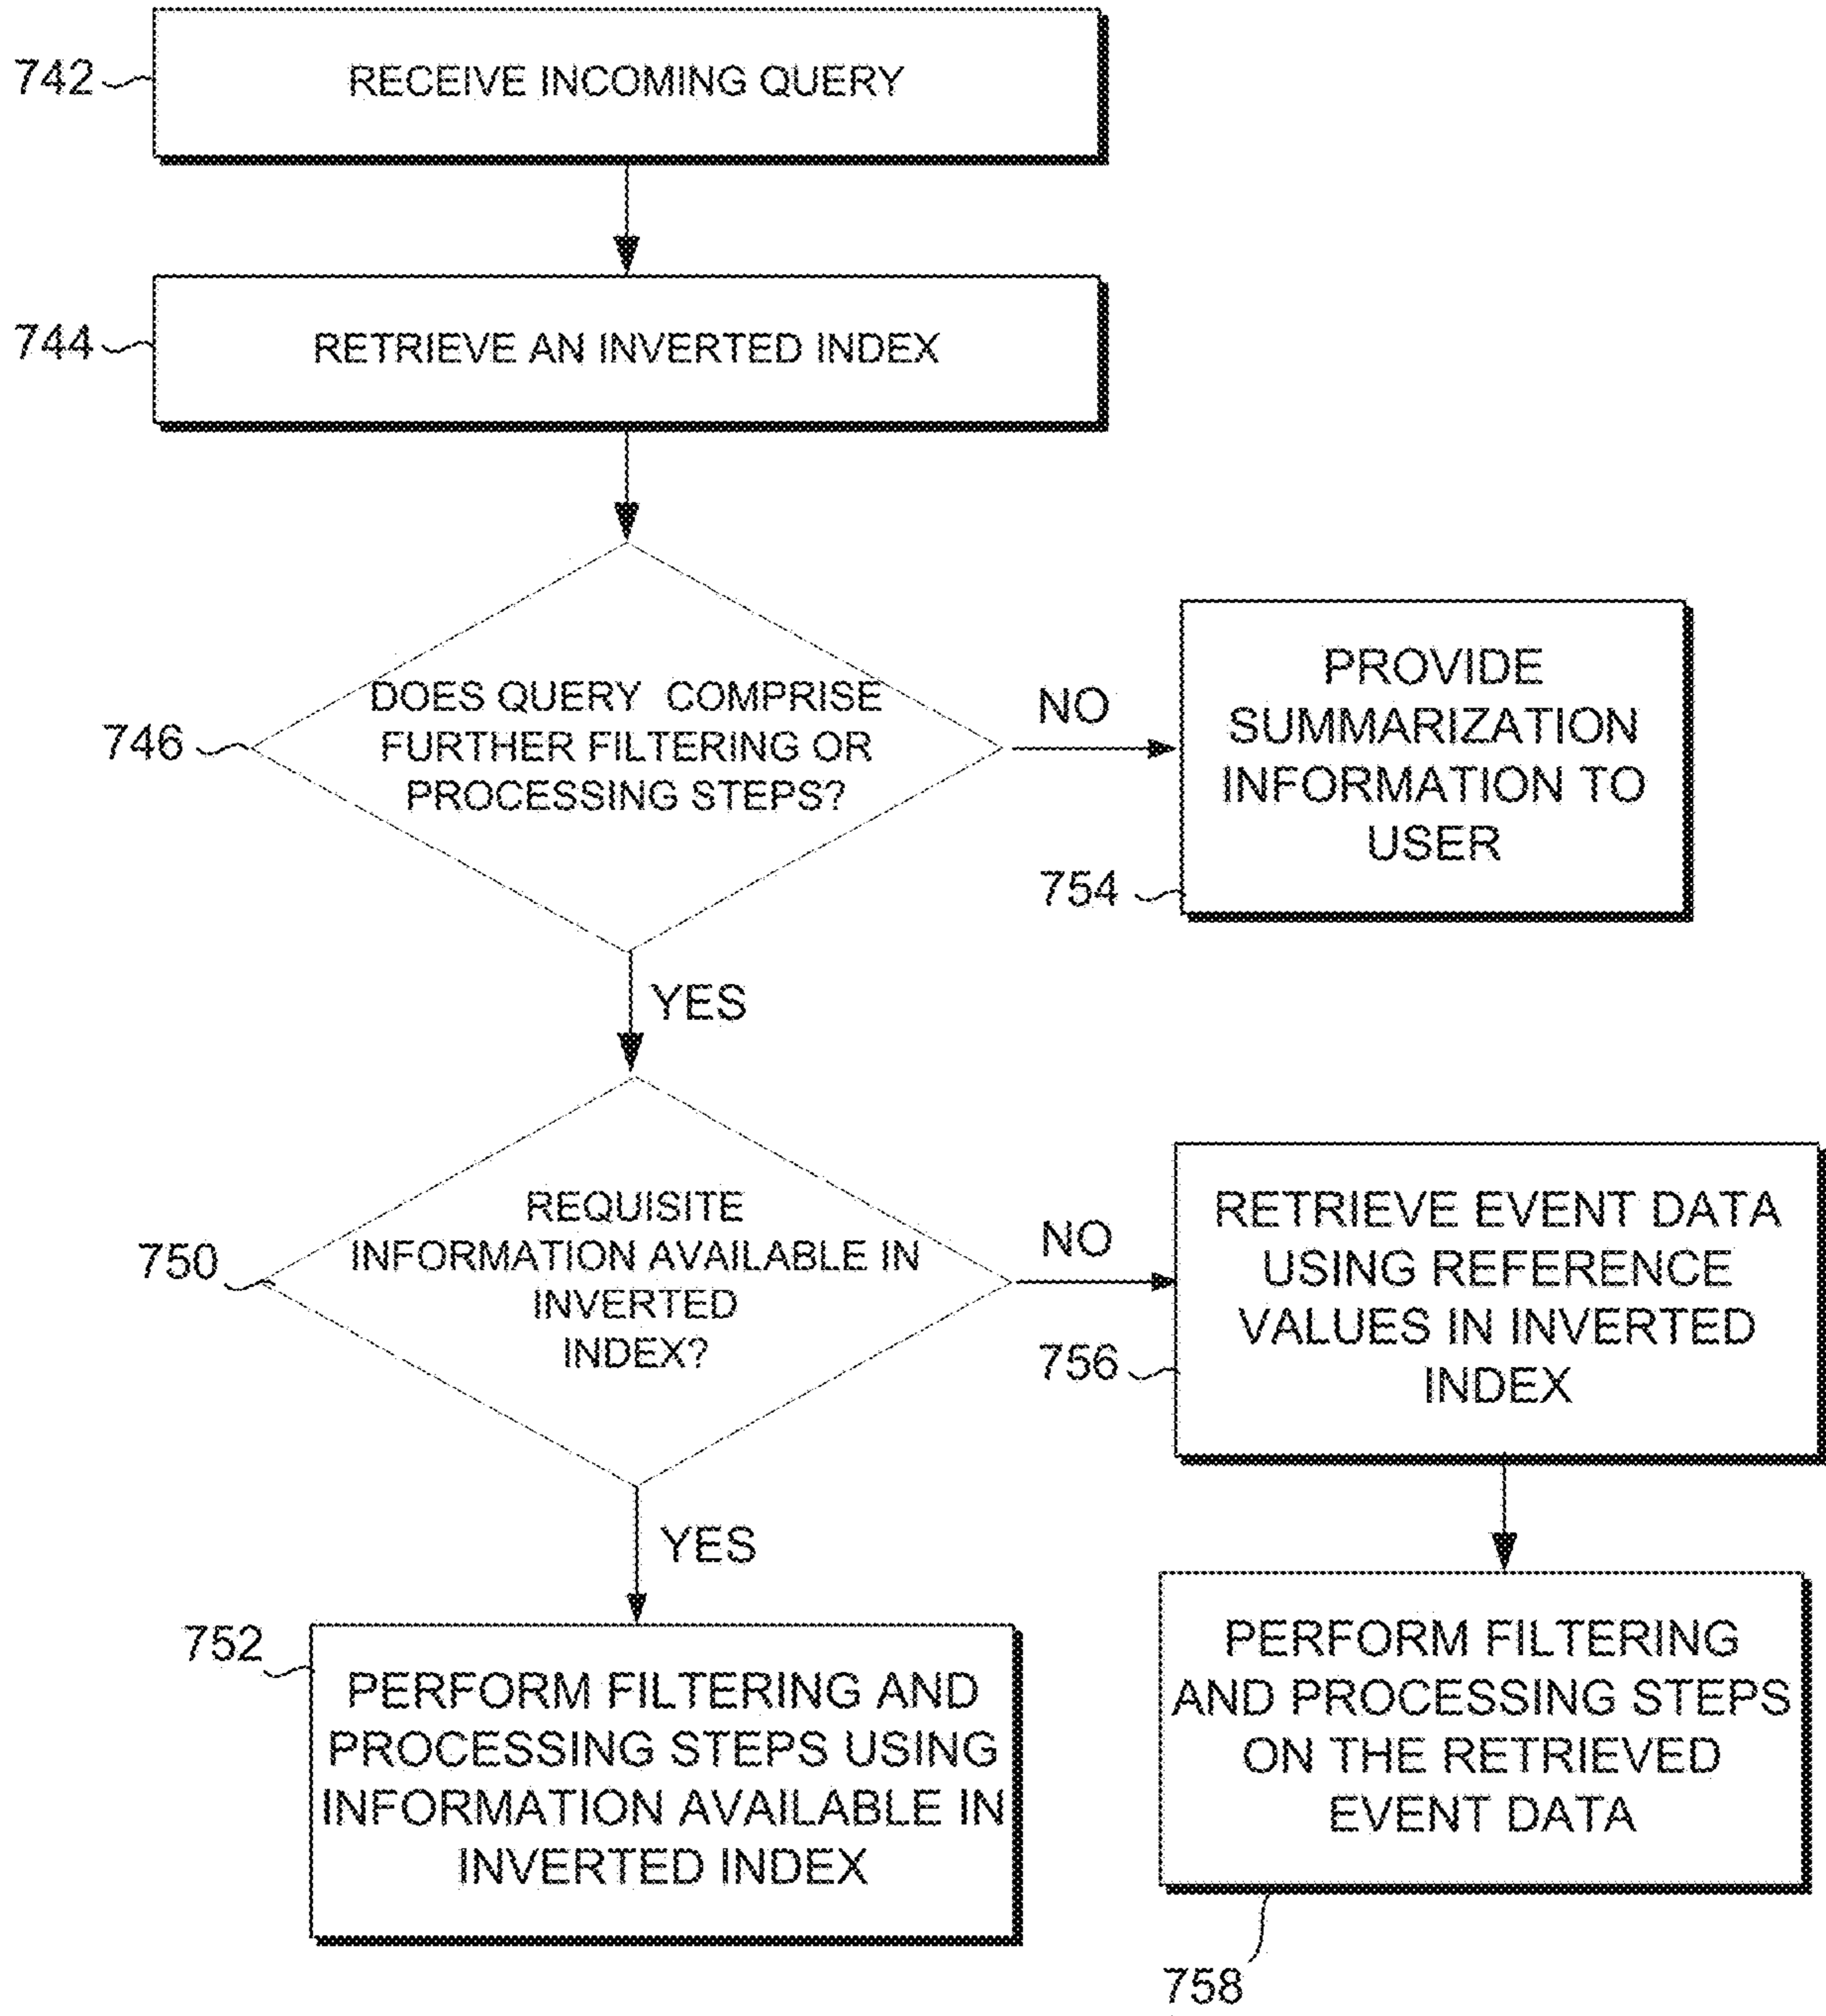 742
RECEIVE INCOMING QUERY
744
RETRIEVE AN INVERTED INDEX
746
DOES QUERY COMPRISE
FURTHER FILTERING OR
PROCESSING STEPS?
NO
PROVIDE
SUMMARIZATION
INFORMATION TO
USER
754
YES
750
REQUISITE
INFORMATION AVAILABLE IN
INVERTED
INDEX?
NO
RETRIEVE EVENT DATA
USING REFERENCE
VALUES IN INVERTED
INDEX
756
YES
752
PERFORM FILTERING AND
PROCESSING STEPS USING
INFORMATION AVAILABLE IN
INVERTED INDEX
PERFORM FILTERING
AND PROCESSING STEPS
ON THE RETRIEVED
EVENT DATA
758